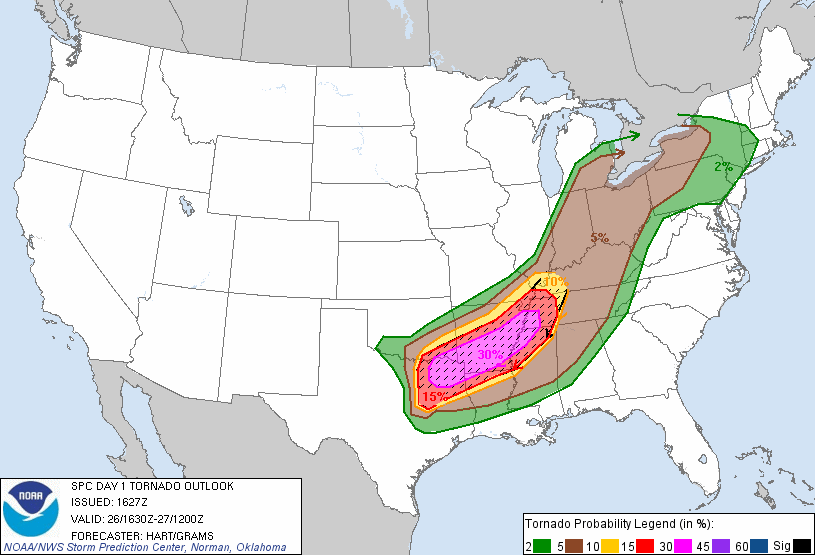 2%
5%
10%
30%
15%
NOAA
SPC DAY 1 TORNADO OUTLOOK
ISSUED: 1627Z
VALID: 26/1630Z-27/1200Z
FORECASTER: HART/GRAMS
NOAA/NWS Storm Prediction Center, Norman, Oklahoma
Tornado Probability Legend (in %):
2 5 10 15 30 45 60 Sig